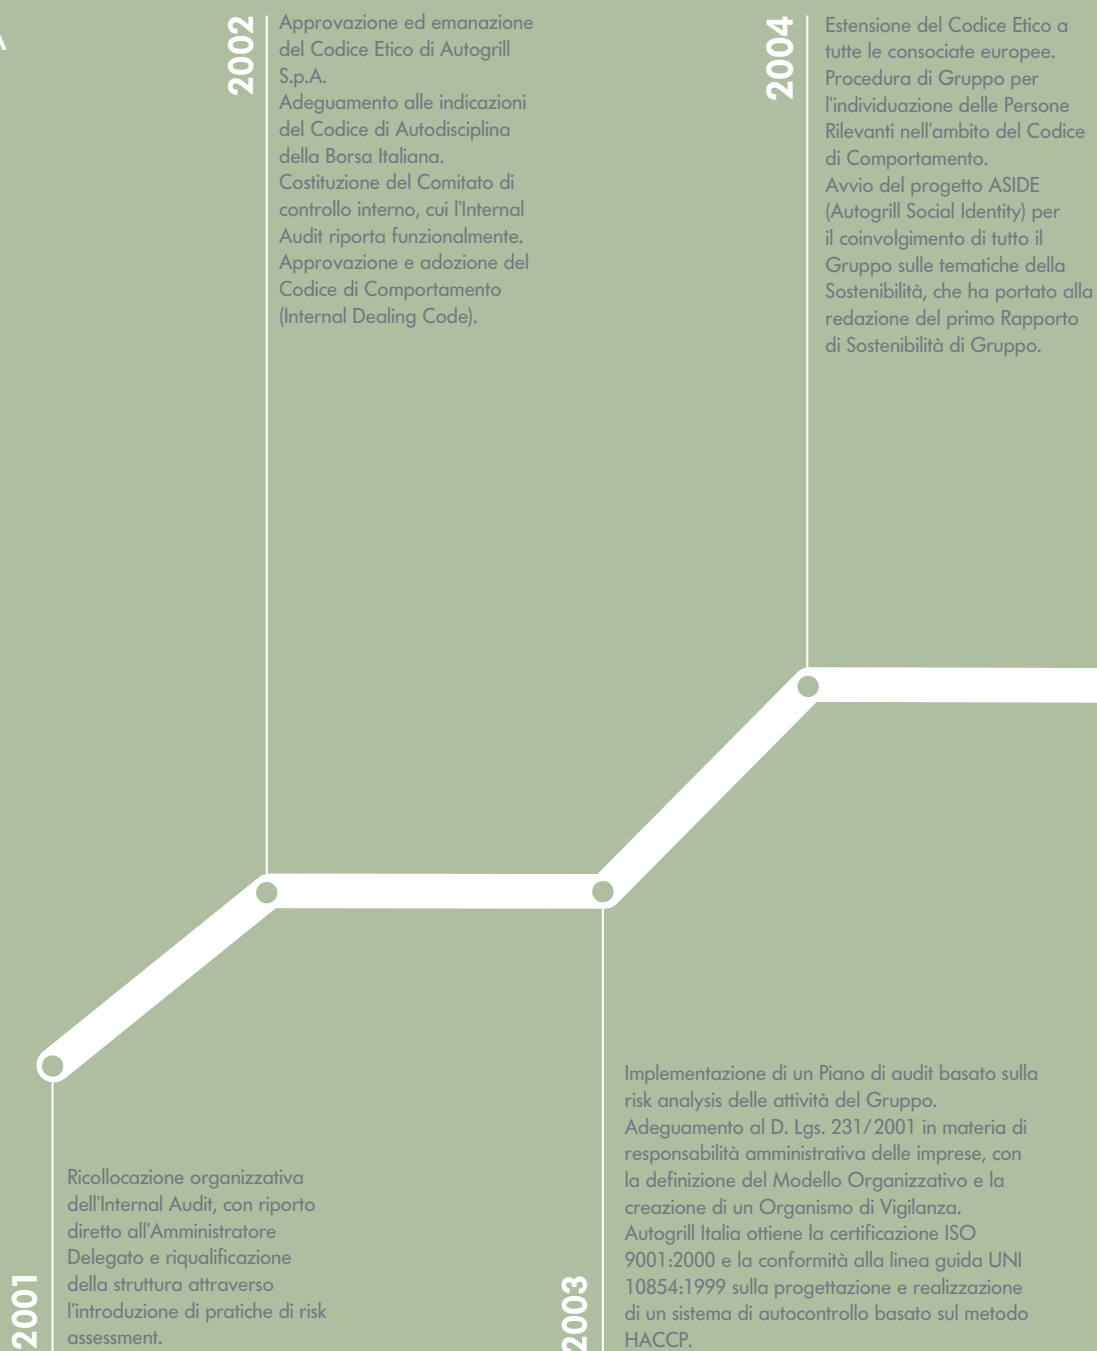 2001
Ricollocazione organizzativa
dell'Internal Audit, con riporto
diretto all'Amministratore
Delegato e riqualificazione
della struttura attraverso
l'introduzione di pratiche di risk
assessment.
2002
Approvazione ed emanazione
del Codice Etico di Autogrill
S.p.A.
Adeguamento alle indicazioni
del Codice di Autodisciplina
della Borsa Italiana.
Costituzione del Comitato di
controllo interno, cui l'Internal
Audit riporta funzionalmente.
Approvazione e adozione del
Codice di Comportamento
(Internal Dealing Code).
2003
Implementazione di un Piano di audit basato sulla
risk analysis delle attività del Gruppo.
Adeguamento al D. Lgs. 231/2001 in materia di
responsabilità amministrativa delle imprese, con
la definizione del Modello Organizzativo e la
creazione di un Organismo di Vigilanza.
Autogrill Italia ottiene la certificazione ISO
9001:2000 e la conformità alla linea guida UNI
10854:1999 sulla progettazione e realizzazione
di un sistema di autocontrollo basato sul metodo
HACCP.
2004
Estensione del Codice Etico a
tutte le consociate europee.
Procedura di Gruppo per
l'individuazione delle Persone
Rilevanti nell'ambito del Codice
di Comportamento.
Avvio del progetto ASIDE
(Autogrill Social Identity) per
il coinvolgimento di tutto il
Gruppo sulle tematiche della
Sostenibilità, che ha portato alla
redazione del primo Rapporto
di Sostenibilità di Gruppo.